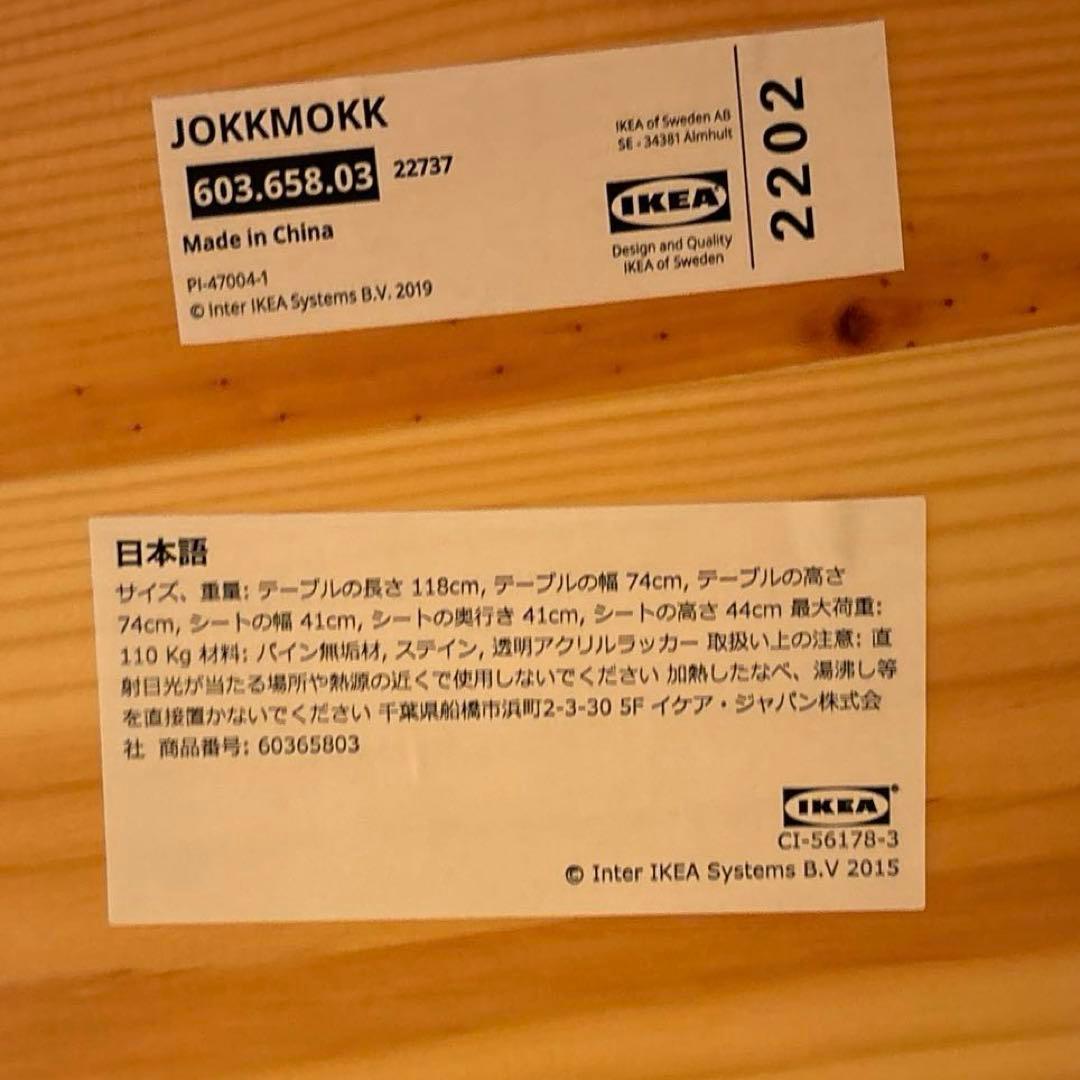 JOKKMOKK
603.658.03 22737
Made in China
PI-47004-1
© Inter IKEA Systems B.V. 2019
IKEA of Sweden AB
SE - 34381 Älmhult
IKEA
Design and Quality
IKEA of Sweden
2202
日本語
サイズ、重量: テーブルの長さ 118cm, テーブルの幅 74cm, テーブルの高さ
74cm, シートの幅 41cm, シートの奥行き 41cm, シートの高さ 44cm 最大荷重:
110 Kg 材料: パイン無垢材, ステイン, 透明アクリルラッカー 取扱い上の注意: 直
射日光が当たる場所や熱源の近くで使用しないでください 加熱したなべ、湯沸し等
を直接置かないでください 千葉県船橋市浜町2-3-30 5F イケア・ジャパン株式会
社 商品番号: 60365803
IKEA®
CI-56178-3
© Inter IKEA Systems B.V 2015